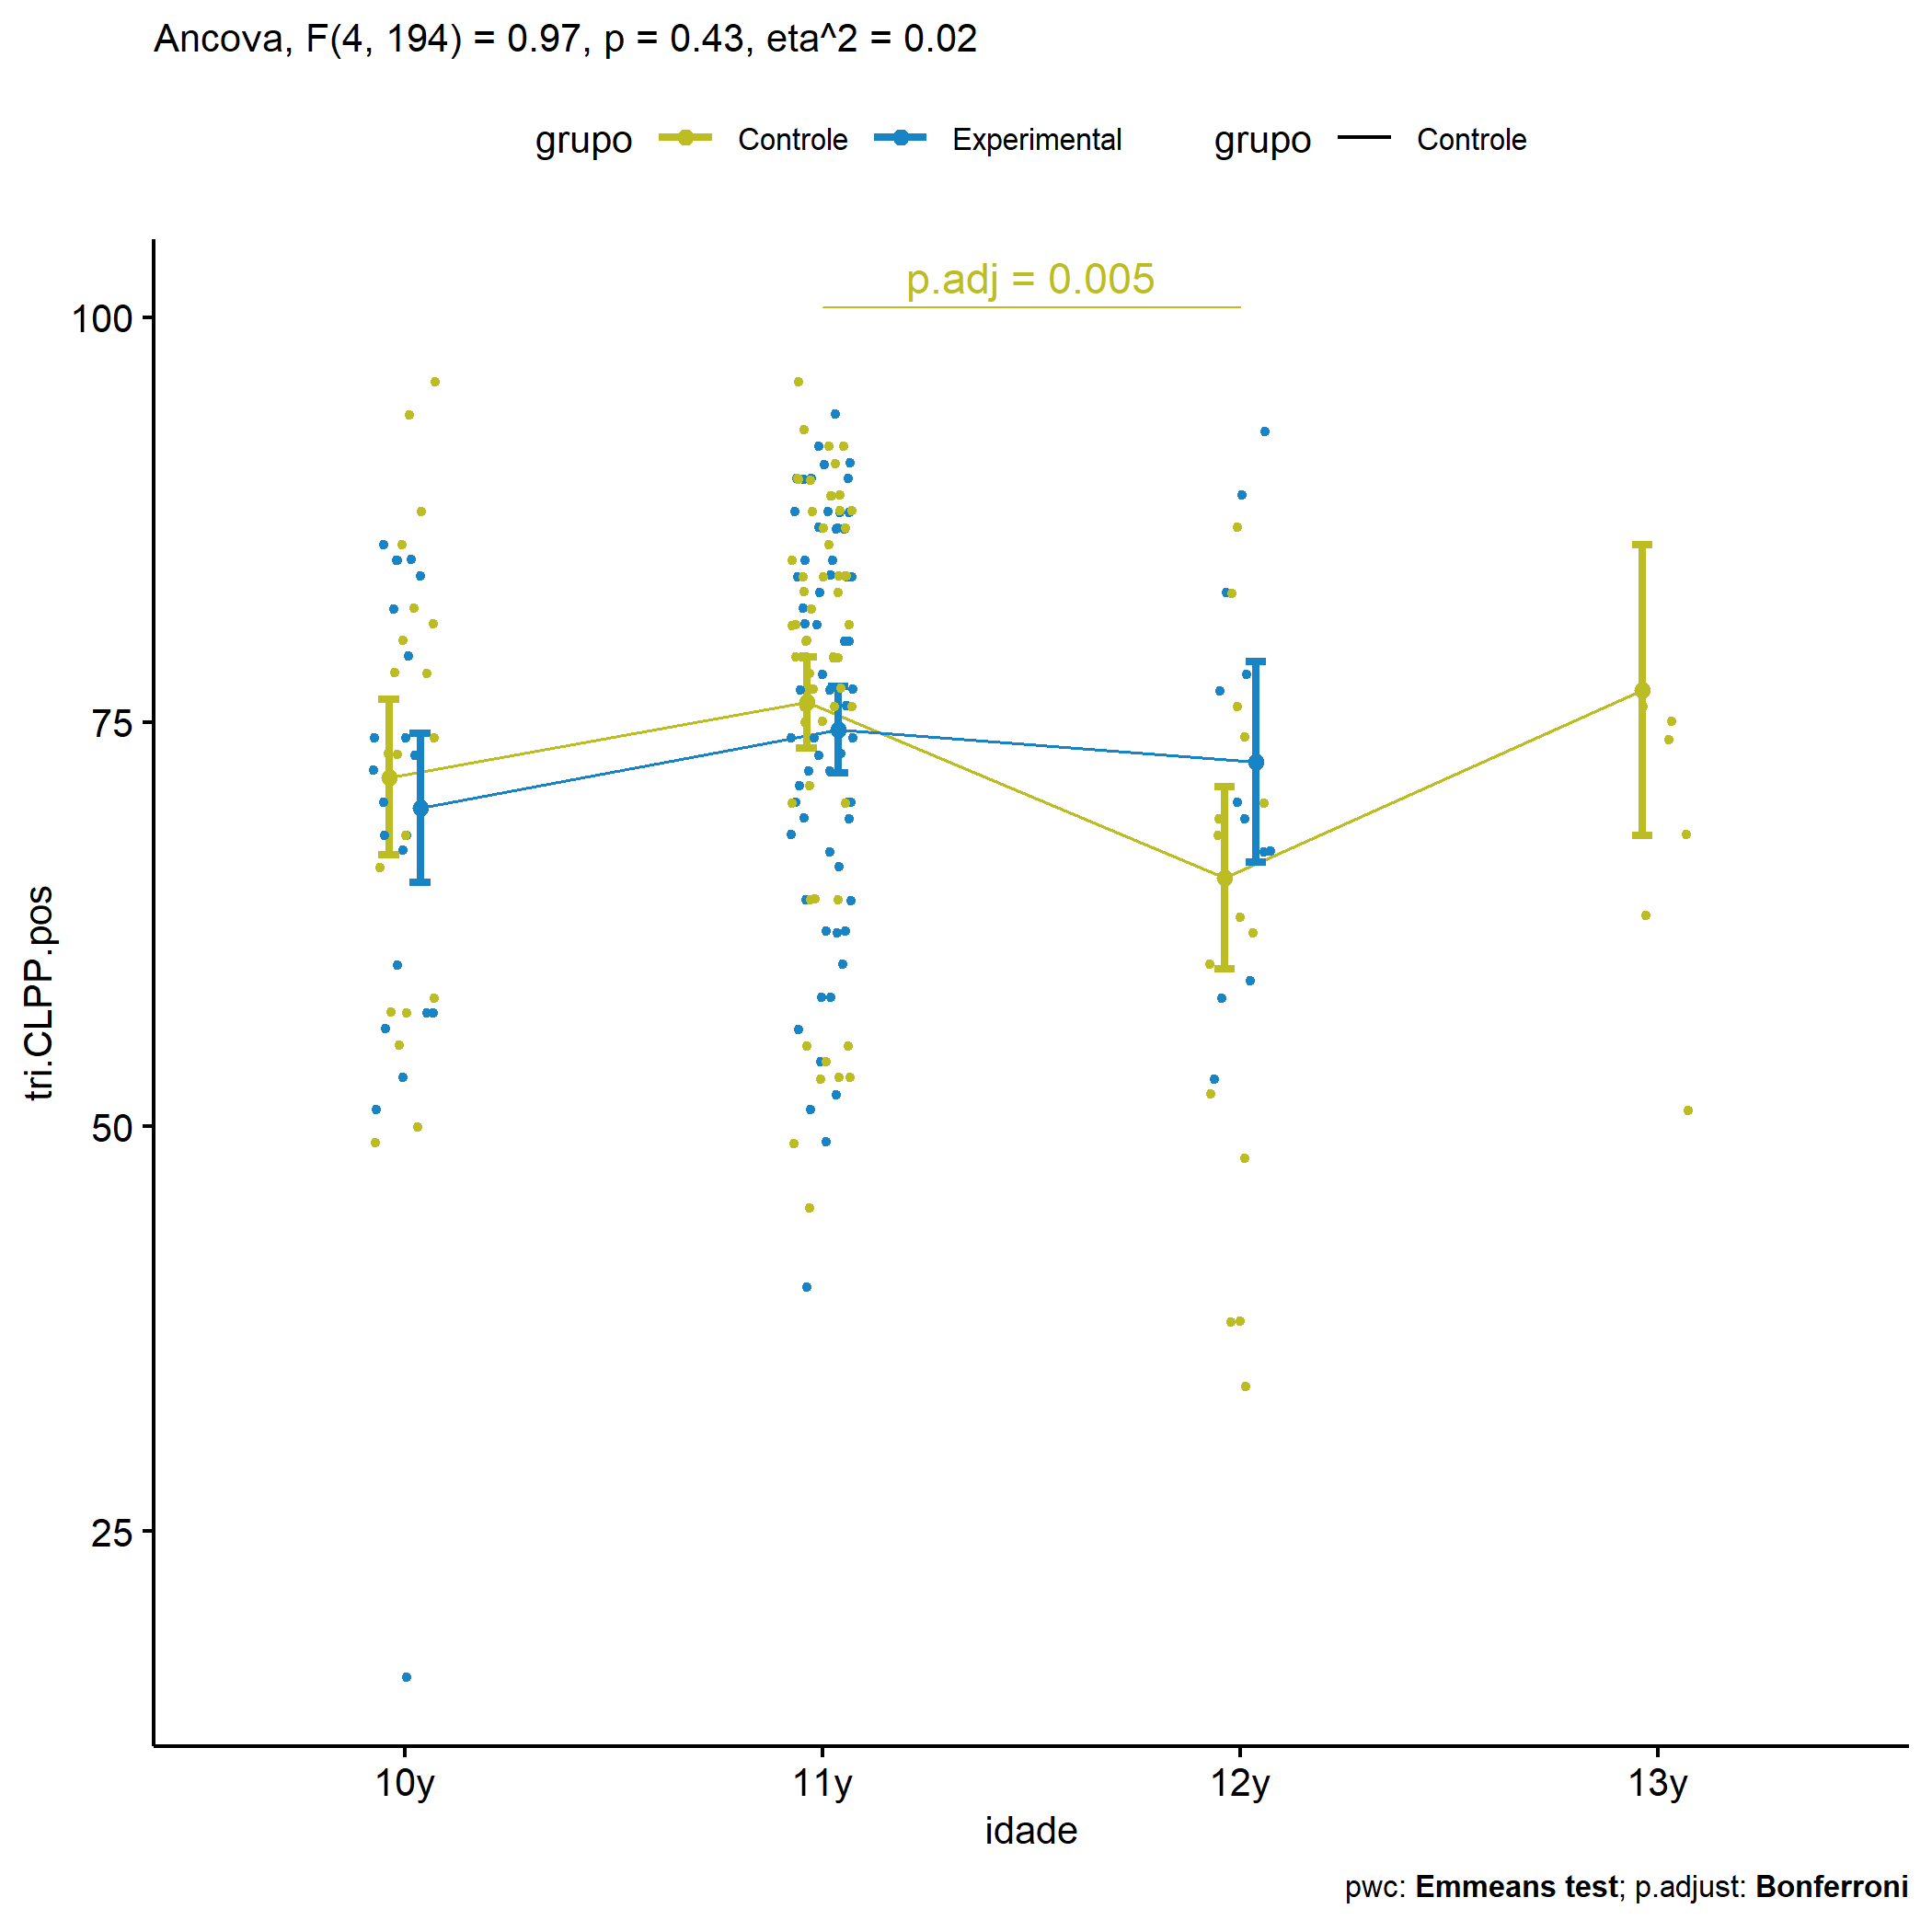 Ancova, F(4, 194) = 0.97, p = 0.43, eta^2 = 0.02
grupo Controle Experimental grupo Controle
p.adj = 0.005
100
75
50
25
tri.CLPP.pos
10y 11y 12y 13y
idade
pwc: Emmeans test; p.adjust: Bonferroni